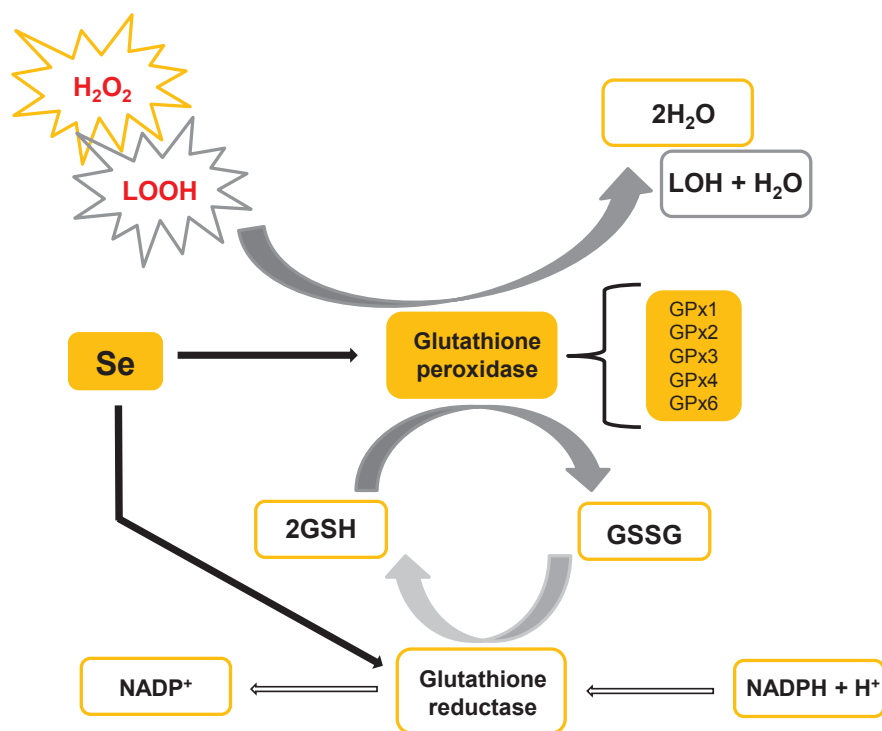 H₂O₂
LOOH
2H₂O
LOH + H₂O
Se
Glutathione
peroxidase
GPx1
GPx2
GPx3
GPx4
GPx6
2GSH
GSSG
NADP⁺
Glutathione
reductase
NADPH + H⁺